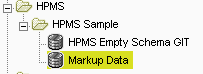 HPMS
HPMS Sample
HPMS Empty Schema GIT
Markup Data